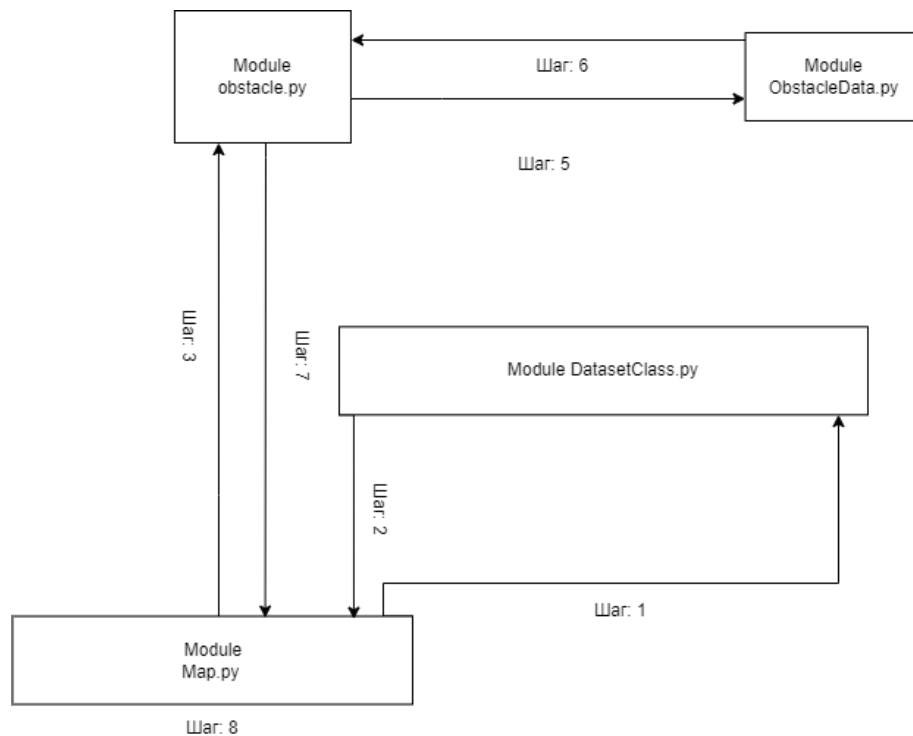 Module
obstacle.py
Шаг: 6
Module
ObstacleData.py
Шаг: 5
Шаг: 3
Шаг: 7
Module DatasetClass.py
Шаг: 2
Шаг: 1
Module
Map.py
Шаг: 8